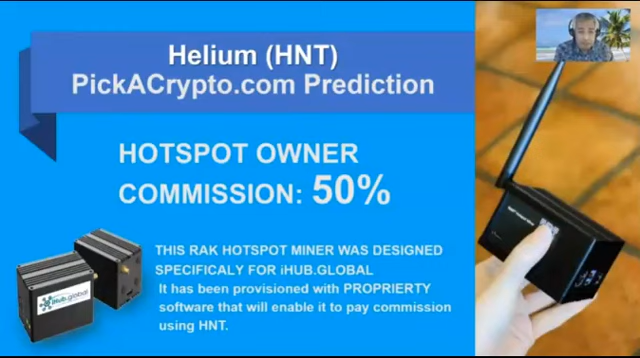 Helium (HNT)
PickACrypto.com Prediction
HOTSPOT OWNER
COMMISSION: 50%
THIS RAK HOTSPOT MINER WAS DESIGNED
SPECIFICALY FOR iHUB.GLOBAL
It has been provisioned with PROPRIERTY
software that will enable it to pay commission
using HNT.
iHub.global